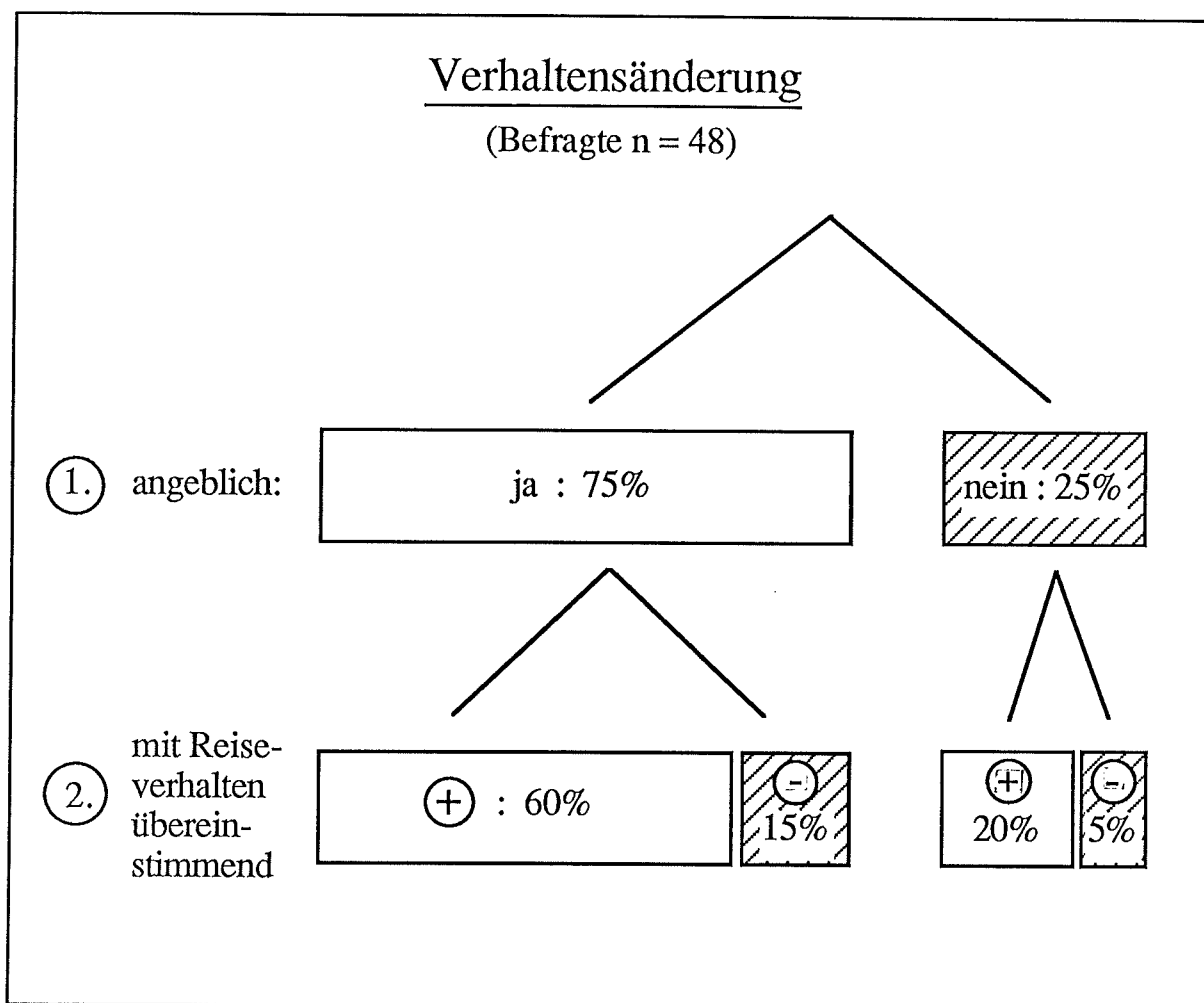 Verhaltensänderung
(Befragte n = 48)
1. angeblich:
ja : 75%
nein : 25%
2. mit Reise-
verhalten
überein-
stimmend
+ : 60%
-
15%
+
20%
-
5%